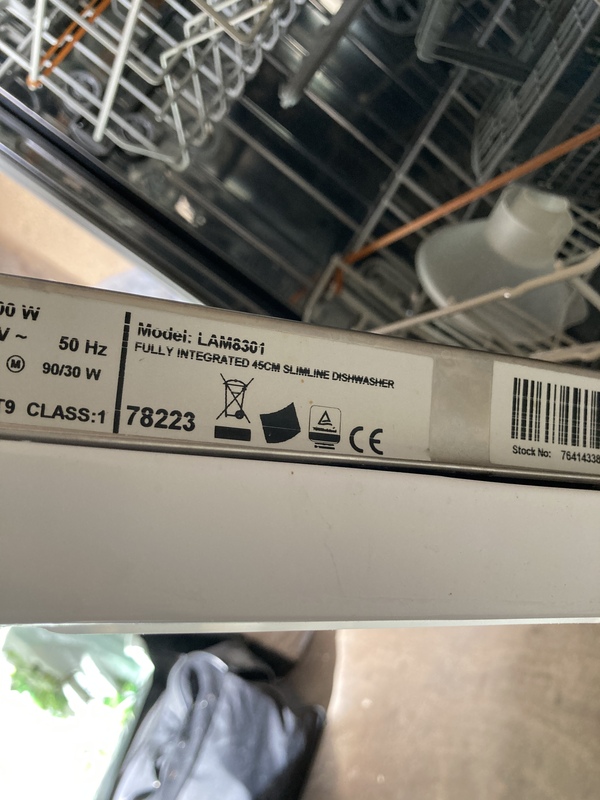 00 W
V ~ 50 Hz
M 90/30 W
T9 CLASS:1
Model: LAM8301
FULLY INTEGRATED 45CM SLIMLINE DISHWASHER
78223
CE
Stock No: 7641433